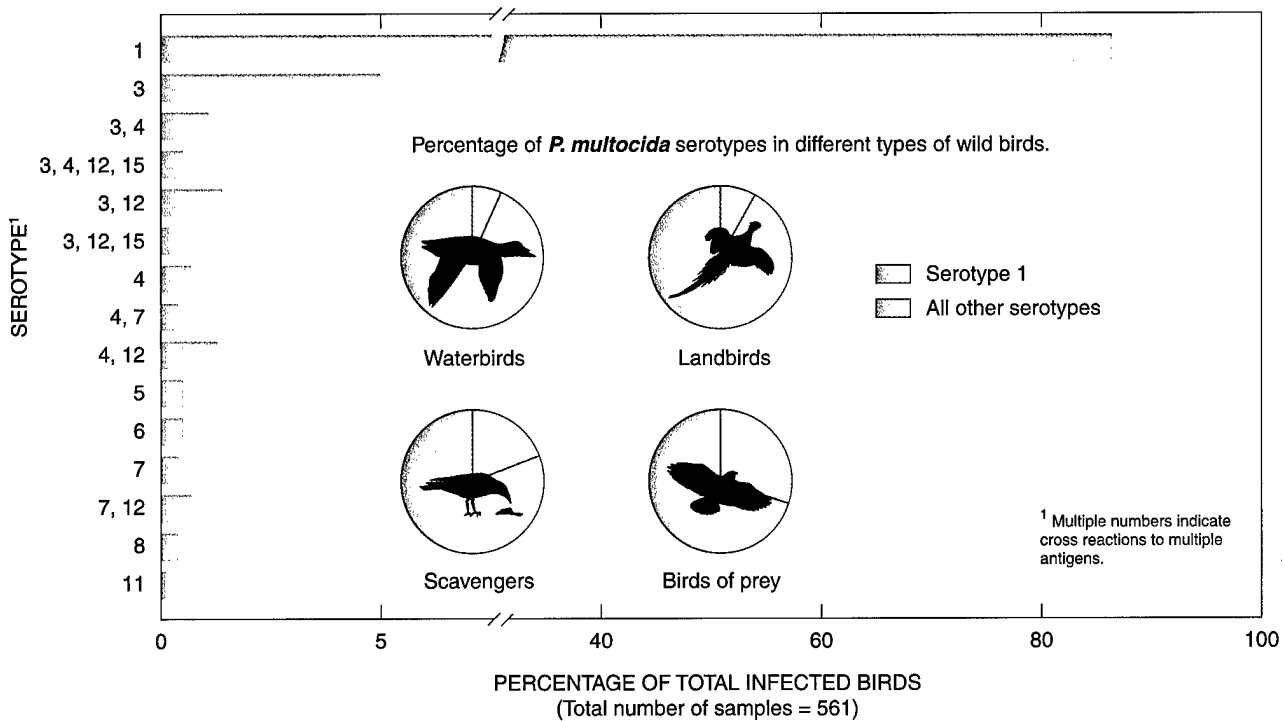 SEROTYPE1
1
3
3, 4
3, 4, 12, 15
3, 12
3, 12, 15
4
4, 7
4, 12
5
6
7
7, 12
8
11
Percentage of P. multocida serotypes in different types of wild birds.
Waterbirds
Landbirds
Serotype 1
All other serotypes
Scavengers
Birds of prey
1 Multiple numbers indicate
cross reactions to multiple
antigens.
0 5 40 60 80 100
PERCENTAGE OF TOTAL INFECTED BIRDS
(Total number of samples = 561)